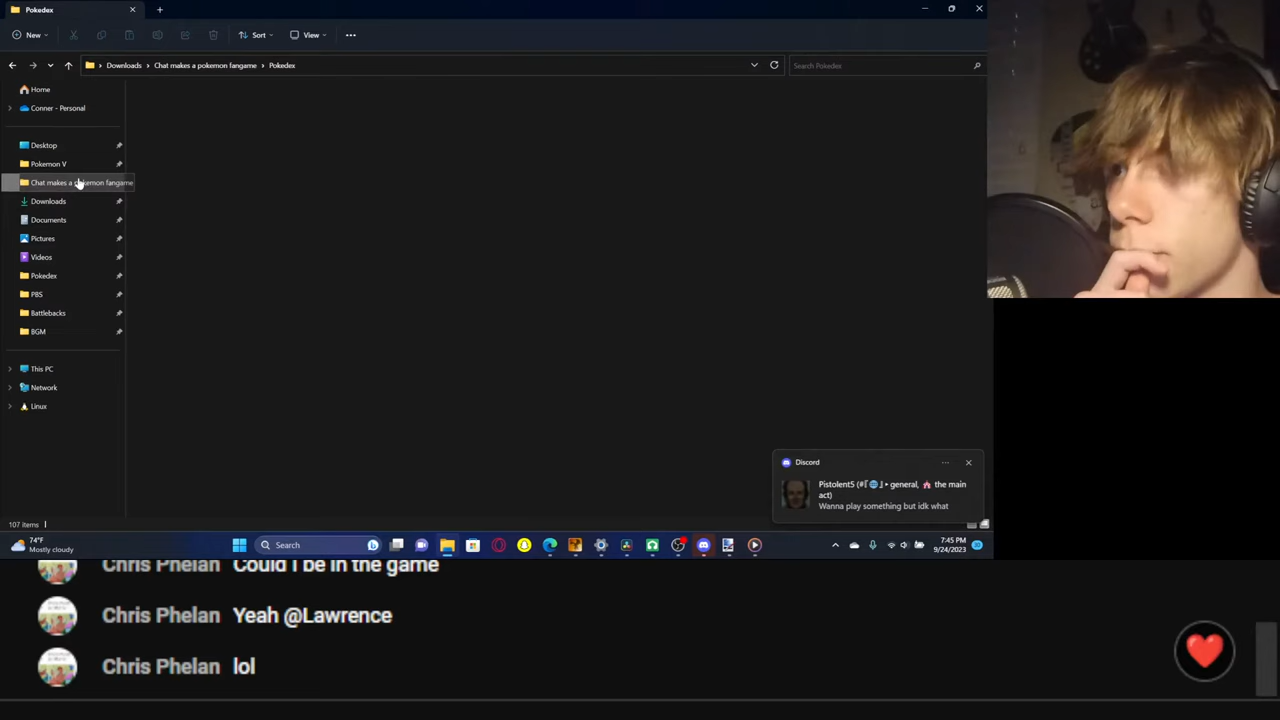 Pokedex
New
Sort
View
Downloads > Chat makes a pokemon fangame > Pokedex
Search Pokedex
Home
Conner - Personal
Desktop
Pokemon V
Chat makes a pokemon fangame
Downloads
Documents
Pictures
Videos
Pokedex
PBS
Battlebacks
BGM
This PC
Network
Linux
Discord
Pistolent5 (#『🌐』• general, 🏰 the main
act)
Wanna play something but idk what
107 items
74°F
Mostly cloudy
Search
7:45 PM
9/24/2023
Chris Phelan Could I be in the game
Chris Phelan Yeah @Lawrence
Chris Phelan lol